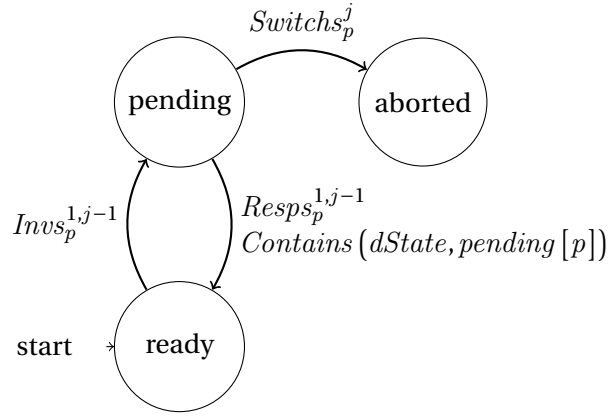 Switchs_p^j
pending
aborted
Invs_p^{1,j−1}
Resps_p^{1,j−1}
Contains (dState, pending [p])
start
ready